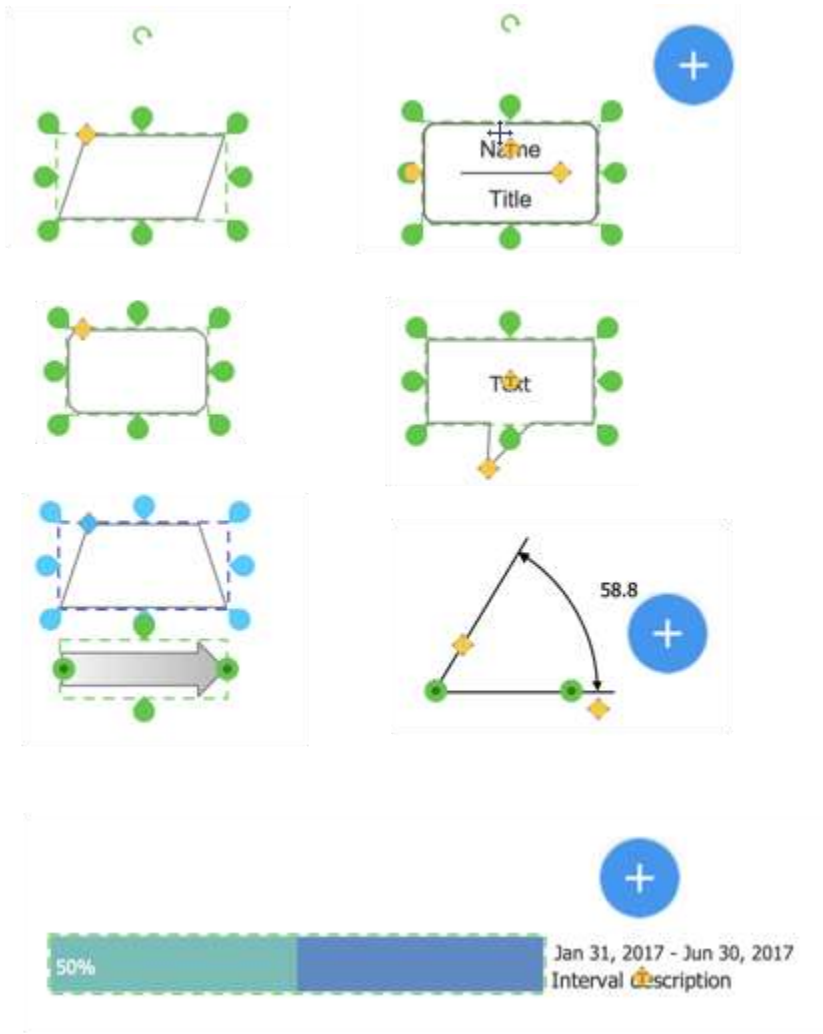 Name
Title
Text
58.8
50%
Jan 31, 2017 - Jun 30, 2017
Interval description